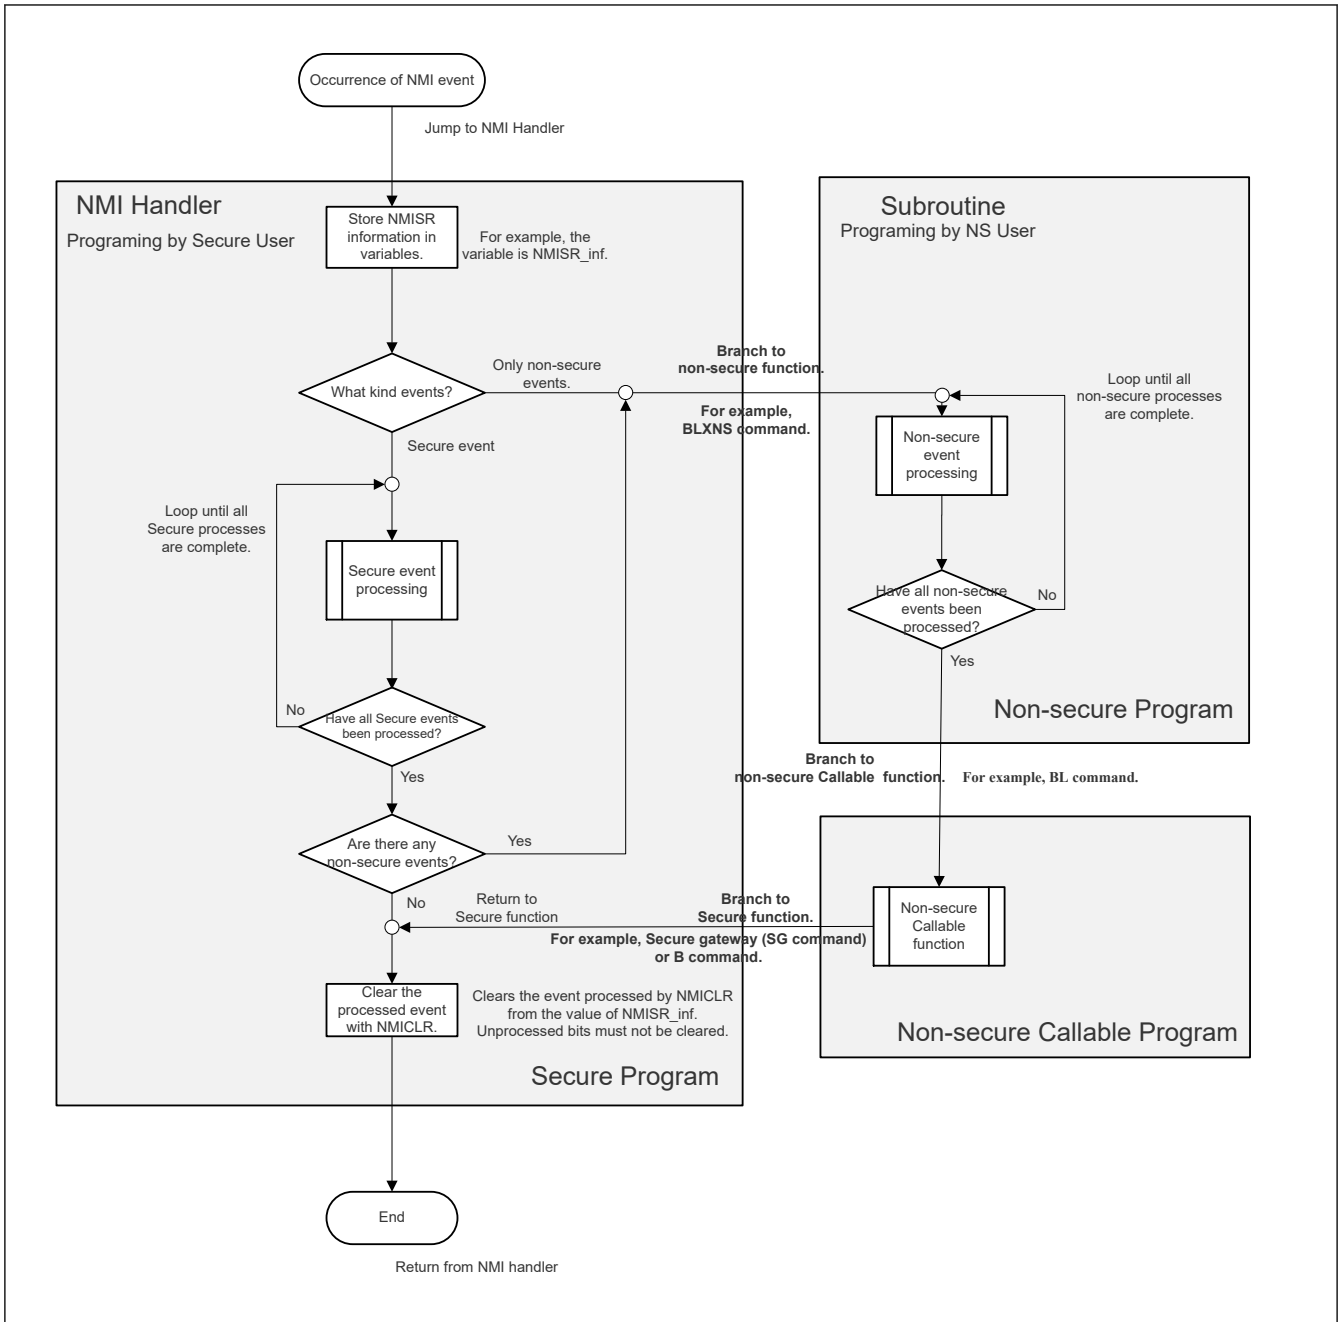 Occurrence of NMI event
Jump to NMI Handler
NMI Handler
Programing by Secure User
Store NMISR
information in
variables.
For example, the
variable is NMISR_inf.
What kind events?
Only non-secure
events.
Secure event
Loop until all
Secure processes
are complete.
Secure event
processing
Have all Secure events
been processed?
No
Yes
Are there any
non-secure events?
Yes
No
Return to
Secure function
Clear the
processed event
with NMICLR.
Clears the event processed by NMICLR
from the value of NMISR_inf.
Unprocessed bits must not be cleared.
Secure Program
End
Return from NMI handler
Branch to
non-secure function.
For example,
BLXNS command.
Subroutine
Programing by NS User
Loop until all
non-secure processes
are complete.
Non-secure
event
processing
Have all non-secure
events been
processed?
No
Yes
Non-secure Program
Branch to
non-secure Callable function.
For example, BL command.
Non-secure
Callable
function
Non-secure Callable Program
Branch to
Secure function.
For example, Secure gateway (SG command)
or B command.